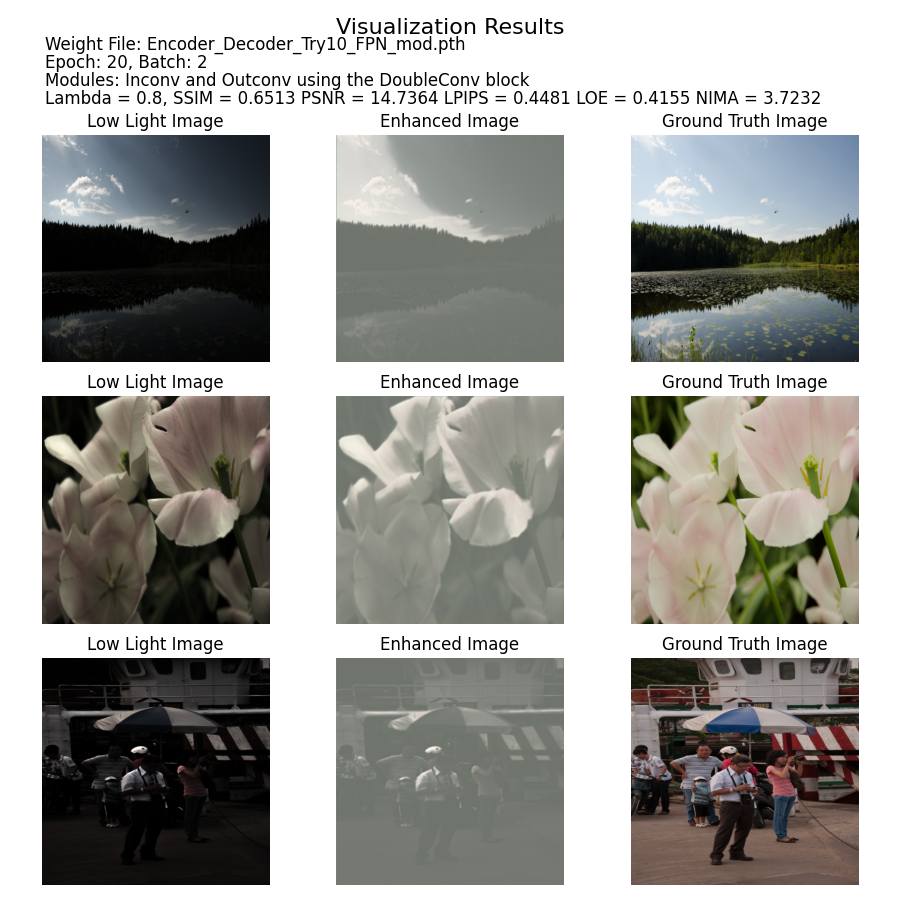 Visualization Results
Weight File: Encoder_Decoder_Try10_FPN_mod.pth
Epoch: 20, Batch: 2
Modules: Inconv and Outconv using the DoubleConv block
Lambda = 0.8, SSIM = 0.6513 PSNR = 14.7364 LPIPS = 0.4481 LOE = 0.4155 NIMA = 3.7232
Low Light Image Enhanced Image Ground Truth Image
Low Light Image Enhanced Image Ground Truth Image
Low Light Image Enhanced Image Ground Truth Image